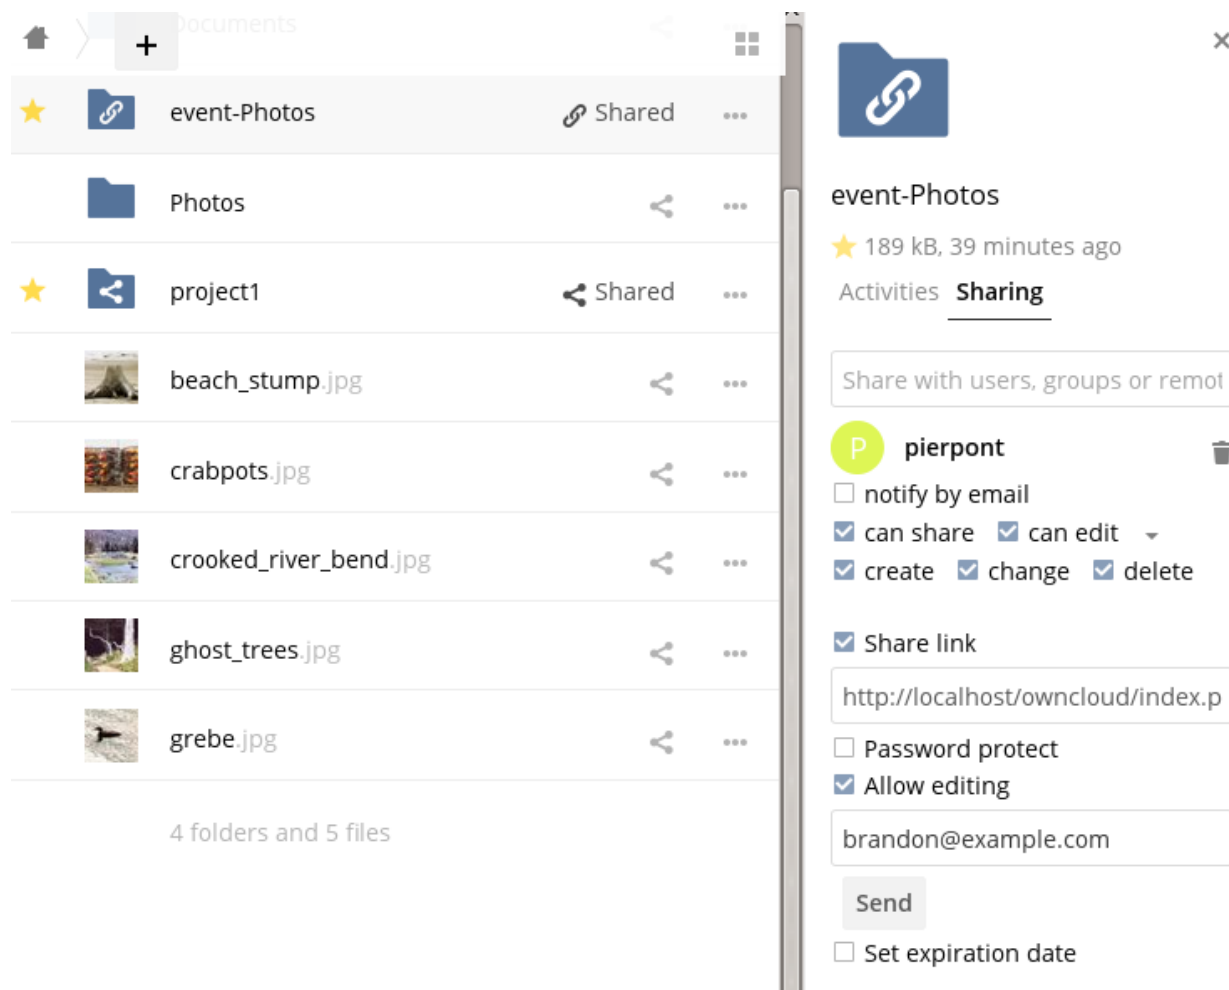 Documents
+
event-Photos Shared
Photos
project1 Shared
beach_stump.jpg
crabpots.jpg
crooked_river_bend.jpg
ghost_trees.jpg
grebe.jpg
4 folders and 5 files
event-Photos
189 kB, 39 minutes ago
Activities Sharing
Share with users, groups or remot
P pierpont
notify by email
can share can edit
create change delete
Share link
http://localhost/owncloud/index.p
Password protect
Allow editing
brandon@example.com
Send
Set expiration date